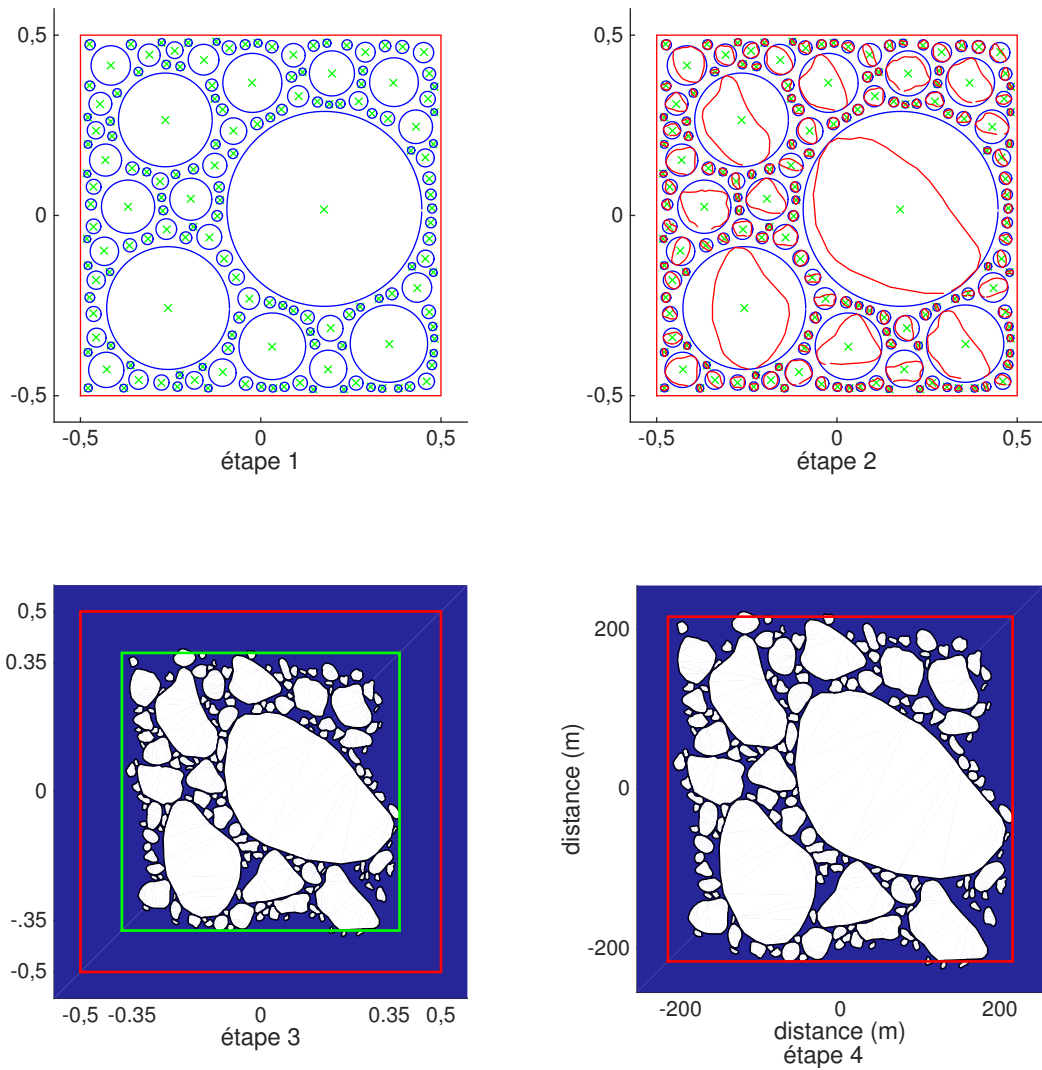 0,5
0
-0,5
-0,5 0 0,5
étape 1
0,5
0
-0,5
-0,5 0 0,5
étape 2
0,5
0.35
0
-.35
-0,5
-0,5 -0.35 0 0.35 0,5
étape 3
200
0
-200
distance (m)
-200 0 200
distance (m)
étape 4